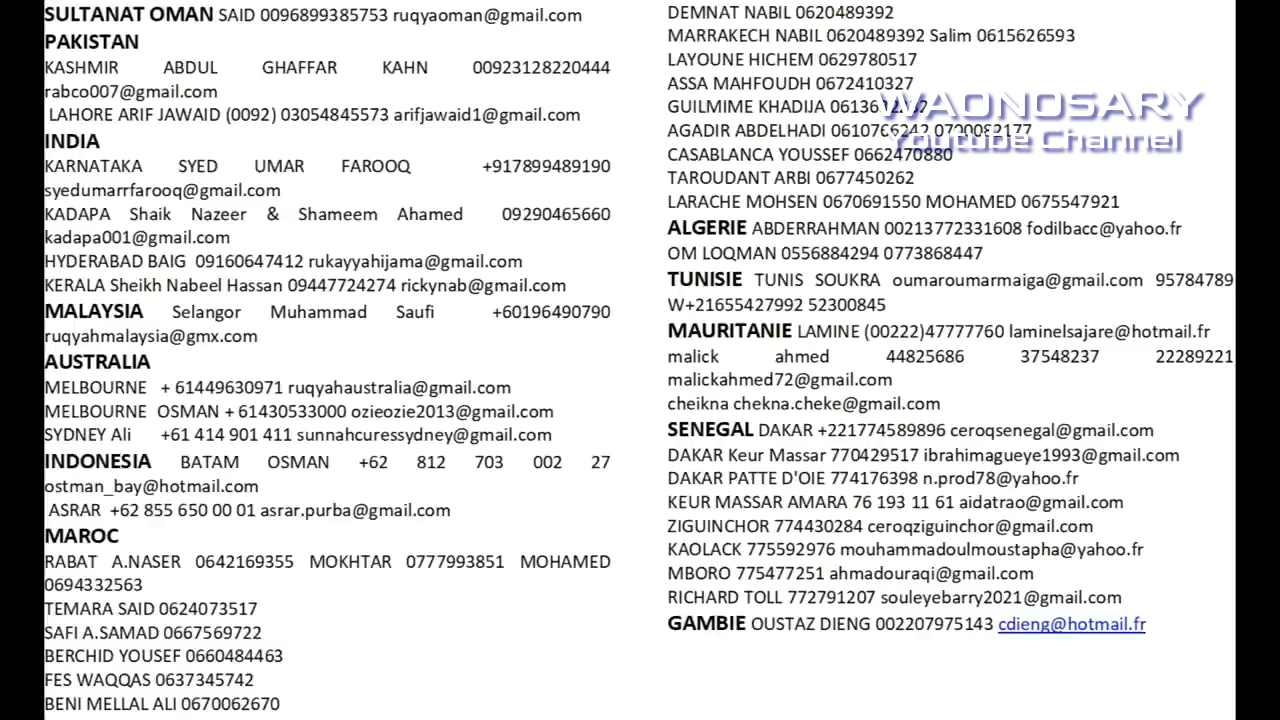 SULTANAT OMAN SAID 0096899385753 ruqyaoman@gmail.com
PAKISTAN
KASHMIR ABDUL GHAFFAR KAHN 00923128220444
rabco007@gmail.com
LAHORE ARIF JAWAID (0092) 03054845573 arifjawaid1@gmail.com
INDIA
KARNATAKA SYED UMAR FAROOQ +917899489190
syedumarrfarooq@gmail.com
KADAPA Shaik Nazeer & Shameem Ahamed 09290465660
kadapa001@gmail.com
HYDERABAD BAIG 09160647412 rukayyahijama@gmail.com
KERALA Sheikh Nabeel Hassan 09447724274 rickynab@gmail.com
MALAYSIA Selangor Muhammad Saufi +60196490790
ruqyahmalaysia@gmx.com
AUSTRALIA
MELBOURNE + 61449630971 ruqyahaustralia@gmail.com
MELBOURNE OSMAN + 61430533000 ozieozie2013@gmail.com
SYDNEY Ali +61 414 901 411 sunnahcuressydney@gmail.com
INDONESIA BATAM OSMAN +62 812 703 002 27
ostman_bay@hotmail.com
ASRAR +62 855 650 00 01 asrar.purba@gmail.com
MAROC
RABAT A.NASER 0642169355 MOKHTAR 0777993851 MOHAMED
0694332563
TEMARA SAID 0624073517
SAFI A.SAMAD 0667569722
BERCHID YOUSEF 0660484463
FES WAQQAS 0637345742
BENI MELLAL ALI 0670062670
DEMNAT NABIL 0620489392
MARRAKECH NABIL 0620489392 Salim 0615626593
LAYOUNE HICHEM 0629780517
ASSA MAHFOUDH 0672410327
GUILMIME KHADIJA
AGADIR ABDELHADI
CASABLANCA YOUSSEF 0662470880
TAROUDANT ARBI 0677450262
LARACHE MOHSEN 0670691550 MOHAMED 0675547921
ALGERIE ABDERRAHMAN 00213772331608 fodilbacc@yahoo.fr
OM LOQMAN 0556884294 0773868447
TUNISIE TUNIS SOUKRA oumaroumarmaiga@gmail.com 95784789
W+21655427992 52300845
MAURITANIE LAMINE (00222)47777760 laminelsajare@hotmail.fr
malick ahmed 44825686 37548237 22289221
malickahmed72@gmail.com
cheikna chekna.cheke@gmail.com
SENEGAL DAKAR +221774589896 ceroqsenegal@gmail.com
DAKAR Keur Massar 770429517 ibrahimagueye1993@gmail.com
DAKAR PATTE D'OIE 774176398 n.prod78@yahoo.fr
KEUR MASSAR AMARA 76 193 11 61 aidatrao@gmail.com
ZIGUINCHOR 774430284 ceroqziguinchor@gmail.com
KAOLACK 775592976 mouhammadoulmoustapha@yahoo.fr
MBORO 775477251 ahmadouraqi@gmail.com
RICHARD TOLL 772791207 souleyebarry2021@gmail.com
GAMBIE OUSTAZ DIENG 002207975143 cdieng@hotmail.fr
WAONOSARY
Youtube Channel